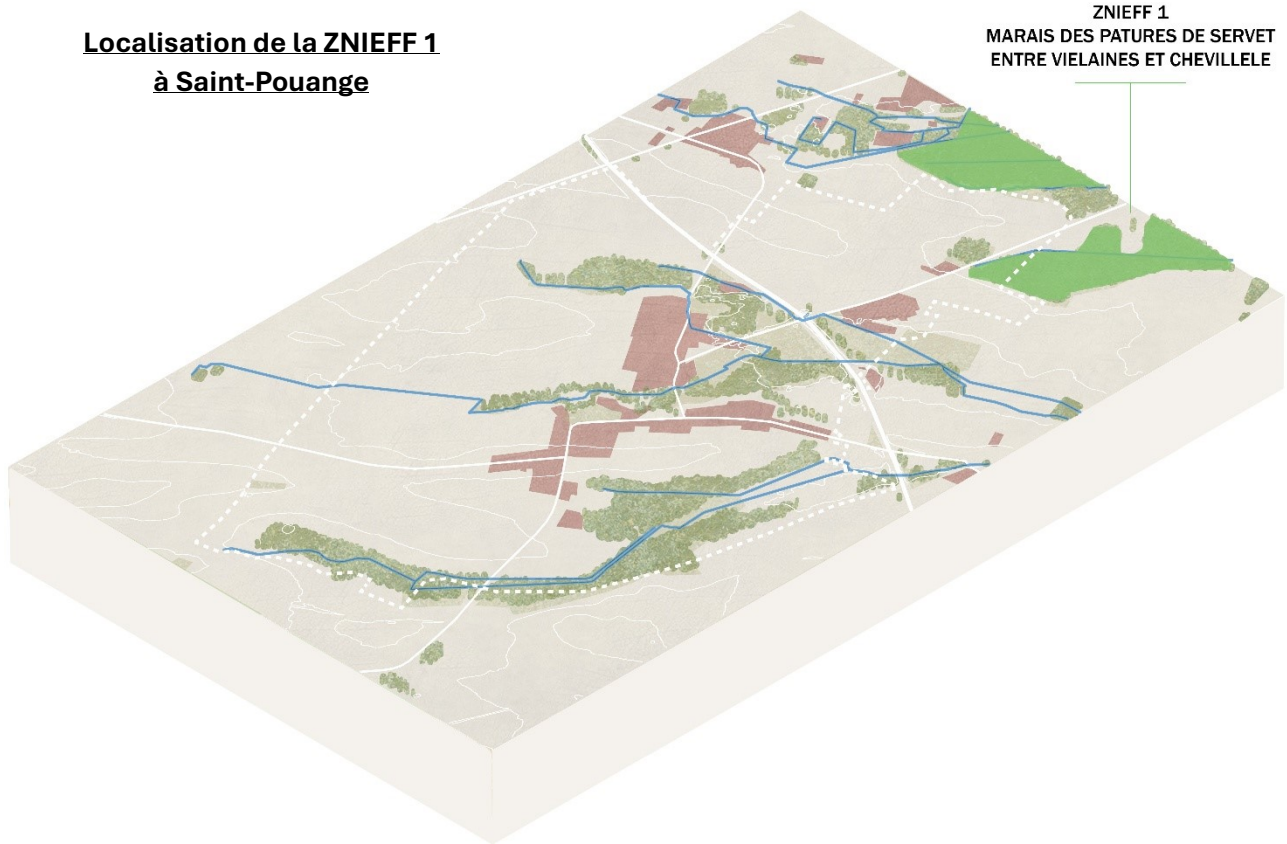 Localisation de la ZNIEFF 1
à Saint-Pouange
ZNIEFF 1
MARAIS DES PATURES DE SERVET
ENTRE VIELAINES ET CHEVILLELE